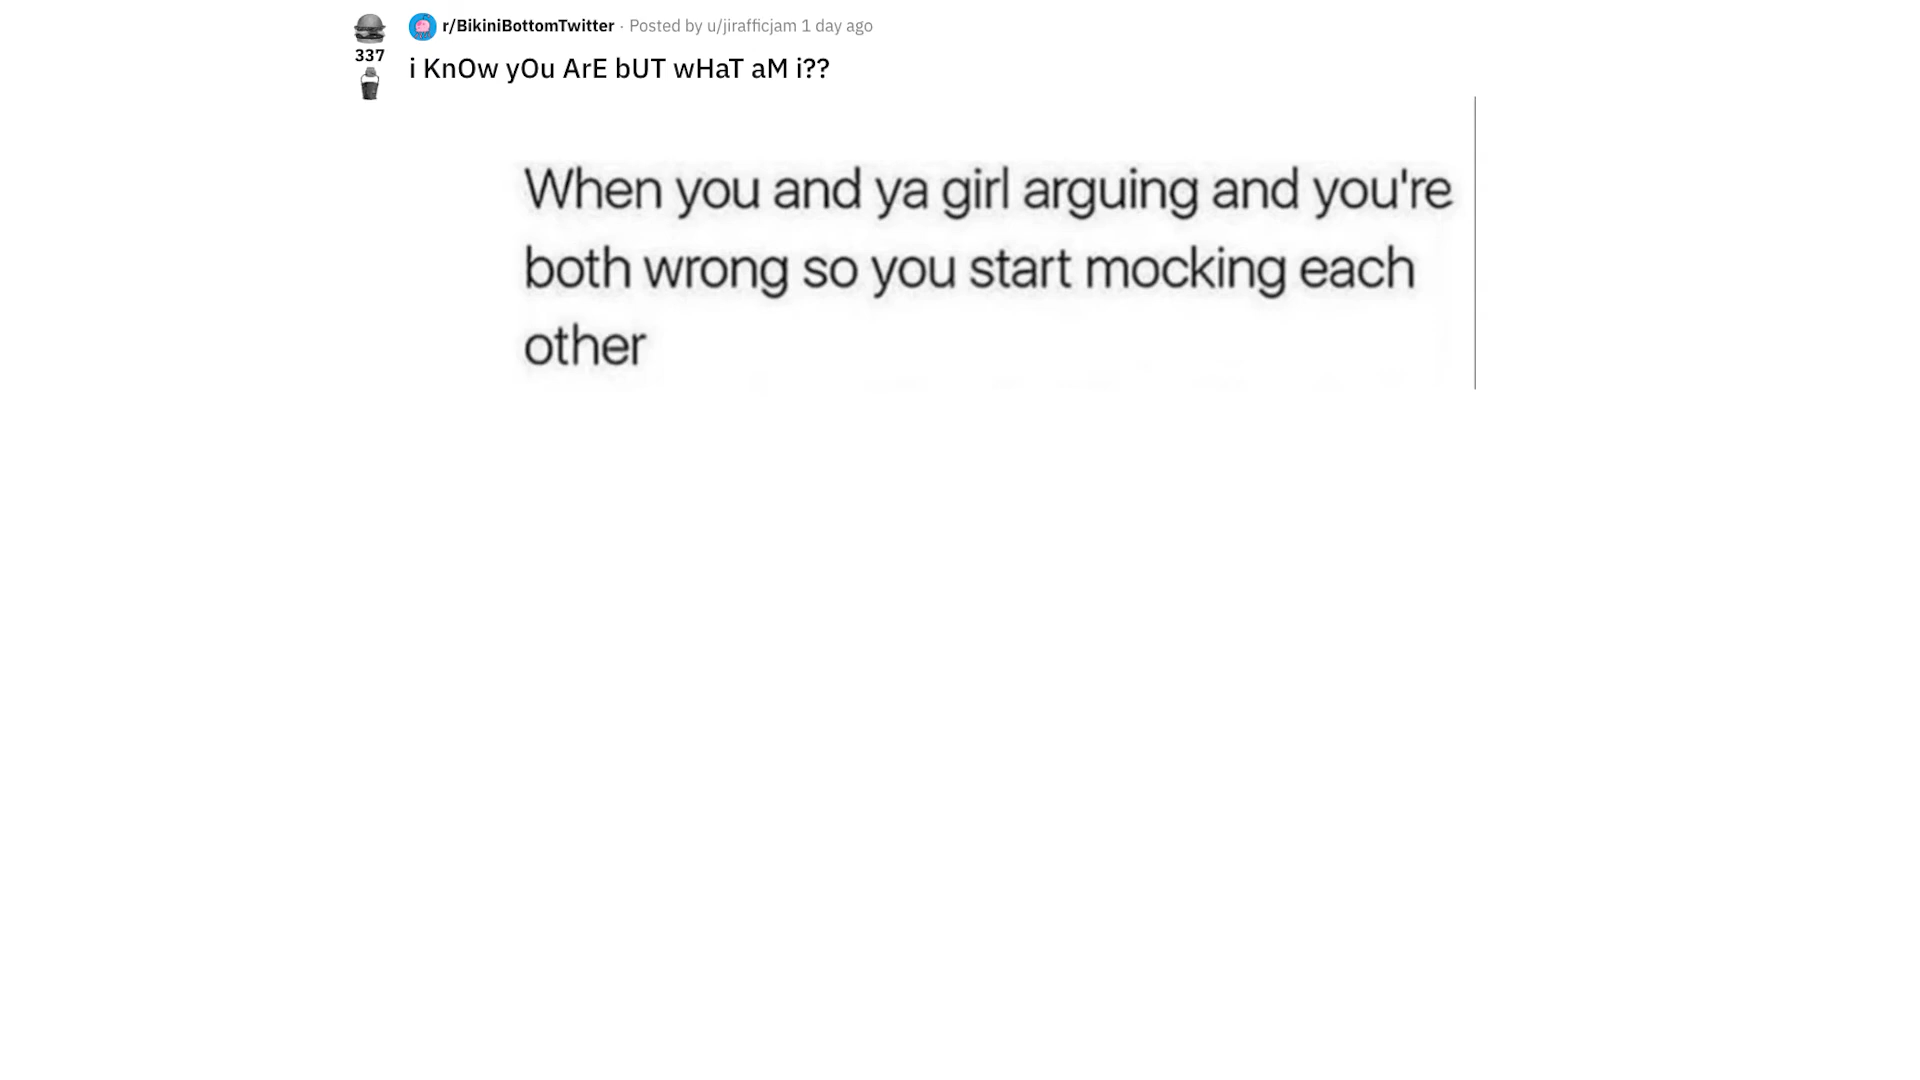 r/BikiniBottomTwitter · Posted by u/jirafficjam 1 day ago
337
i KnOw yOu ArE bUT wHaT aM i??
When you and ya girl arguing and you're
both wrong so you start mocking each
other